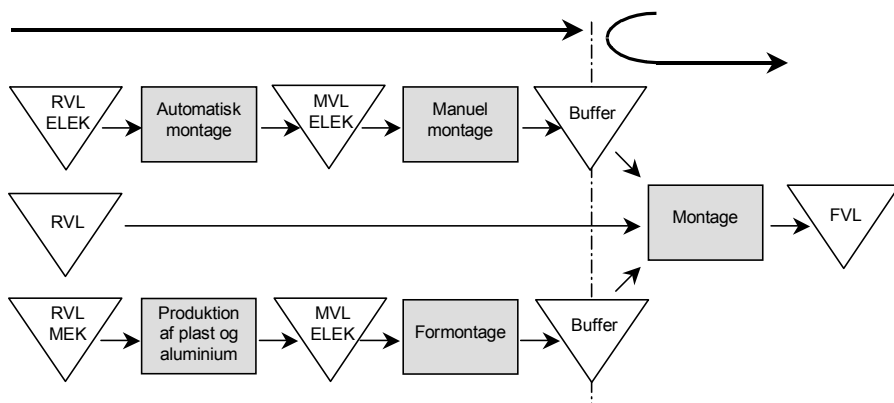 RVL
ELEK
Automatisk
montage
MVL
ELEK
Manuel
montage
Buffer
RVL
Montage
FVL
RVL
MEK
Produktion
af plast og
aluminium
MVL
ELEK
Formontage
Buffer